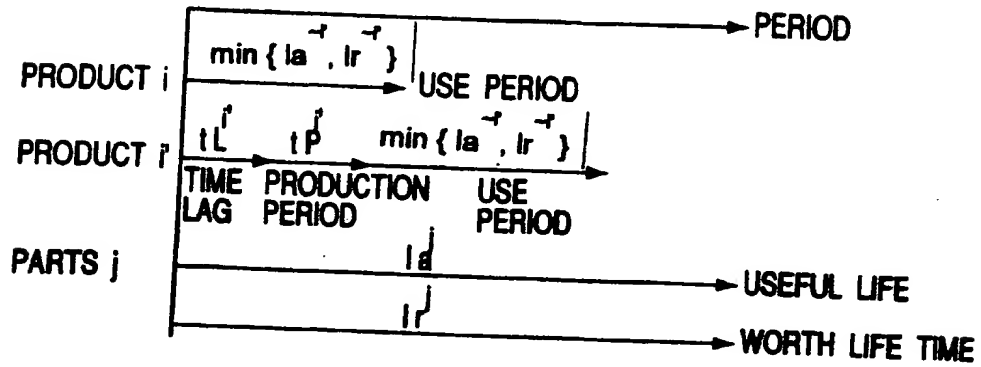 PERIOD
min { la , lr }
PRODUCT i
USE PERIOD
tL tP min { la , lr }
PRODUCT i'
TIME LAG
PRODUCTION PERIOD
USE PERIOD
PARTS j
la^j
USEFUL LIFE
lr^j
WORTH LIFE TIME